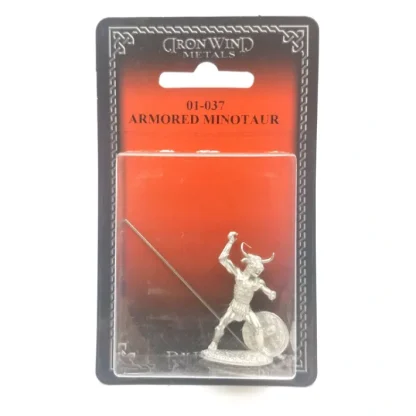 IRON WIND
METALS
01-037
ARMORED MINOTAUR